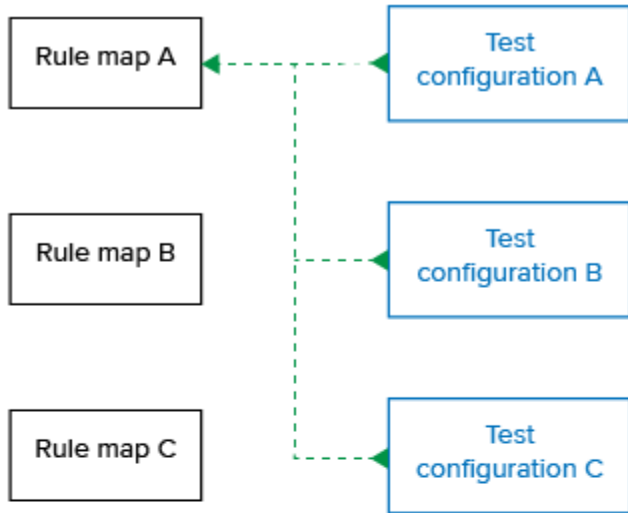 Rule map A
Test
configuration A
Rule map B
Test
configuration B
Rule map C
Test
configuration C